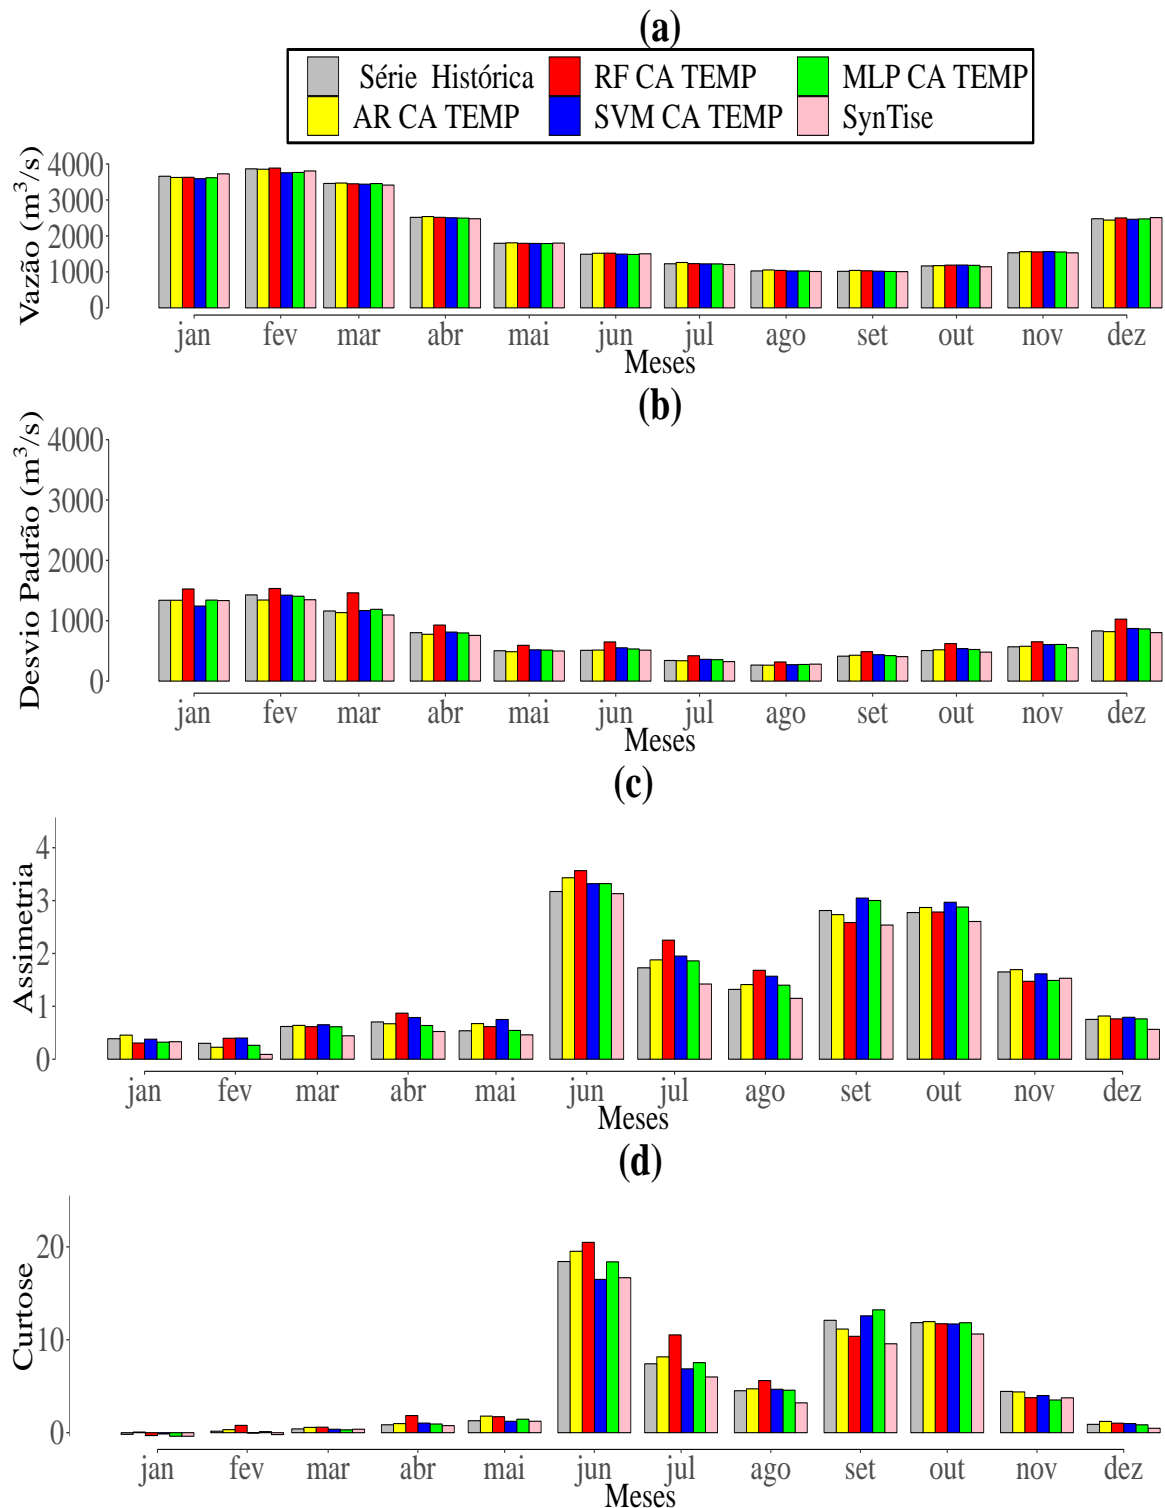 (a)
Série Histórica RF CA TEMP MLP CA TEMP
AR CA TEMP SVM CA TEMP SynTise
Vazão (m³/s)
4000
3000
2000
1000
0
jan fev mar abr mai jun jul ago set out nov dez
Meses
(b)
Desvio Padrão (m³/s)
4000
3000
2000
1000
0
jan fev mar abr mai jun jul ago set out nov dez
Meses
(c)
Assimetria
4
3
2
1
0
jan fev mar abr mai jun jul ago set out nov dez
Meses
(d)
Curtose
20
10
0
jan fev mar abr mai jun jul ago set out nov dez
Meses